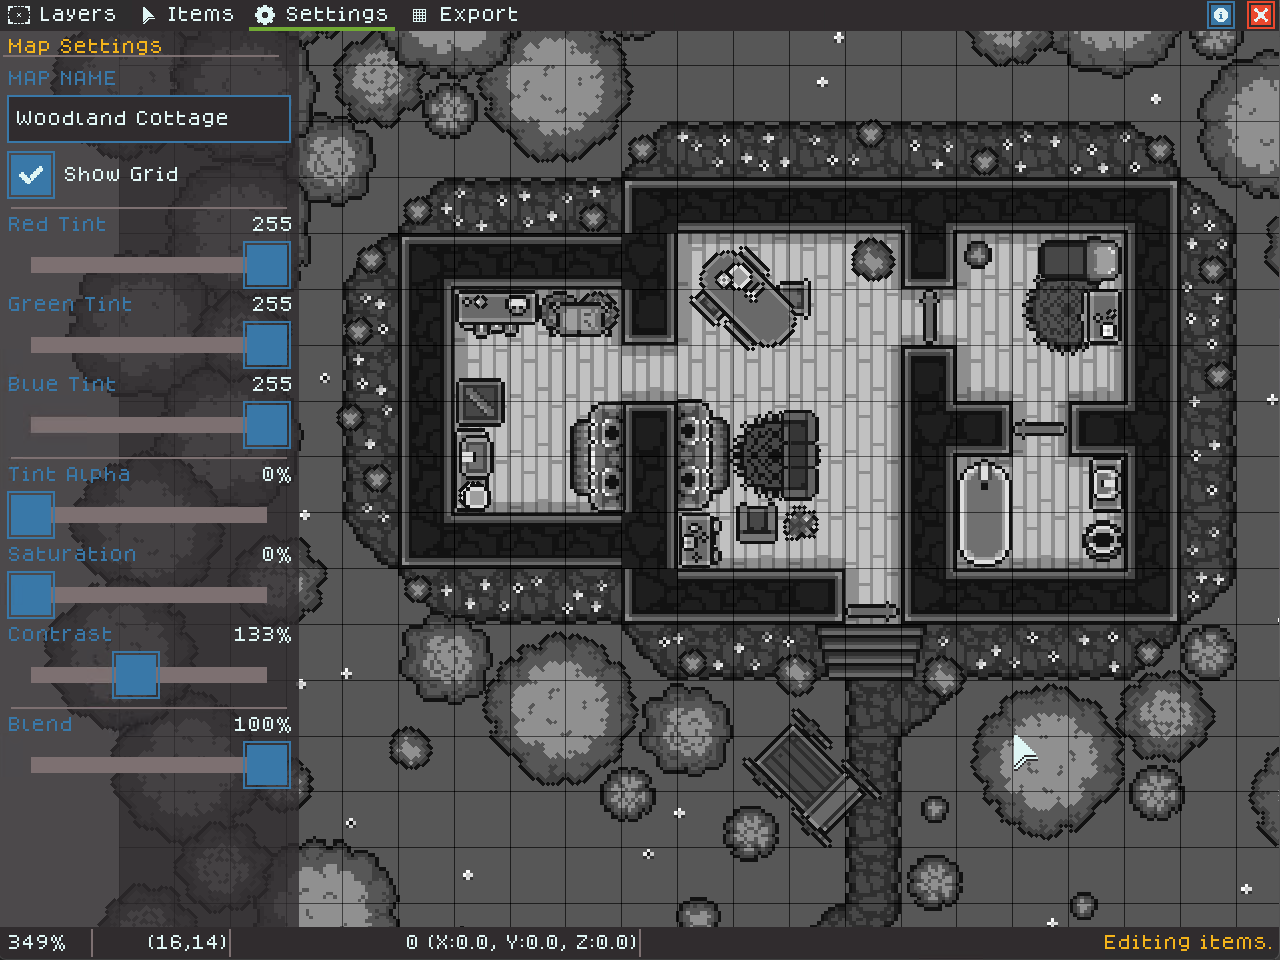 Layers Items Settings Export
Map Settings
MAP NAME
Woodland Cottage
Show Grid
Red Tint 255
Green Tint 255
Blue Tint 255
Tint Alpha 0%
Saturation 0%
Contrast 133%
Blend 100%
349% (16,14) 0 (X:0.0, Y:0.0, Z:0.0) Editing items.